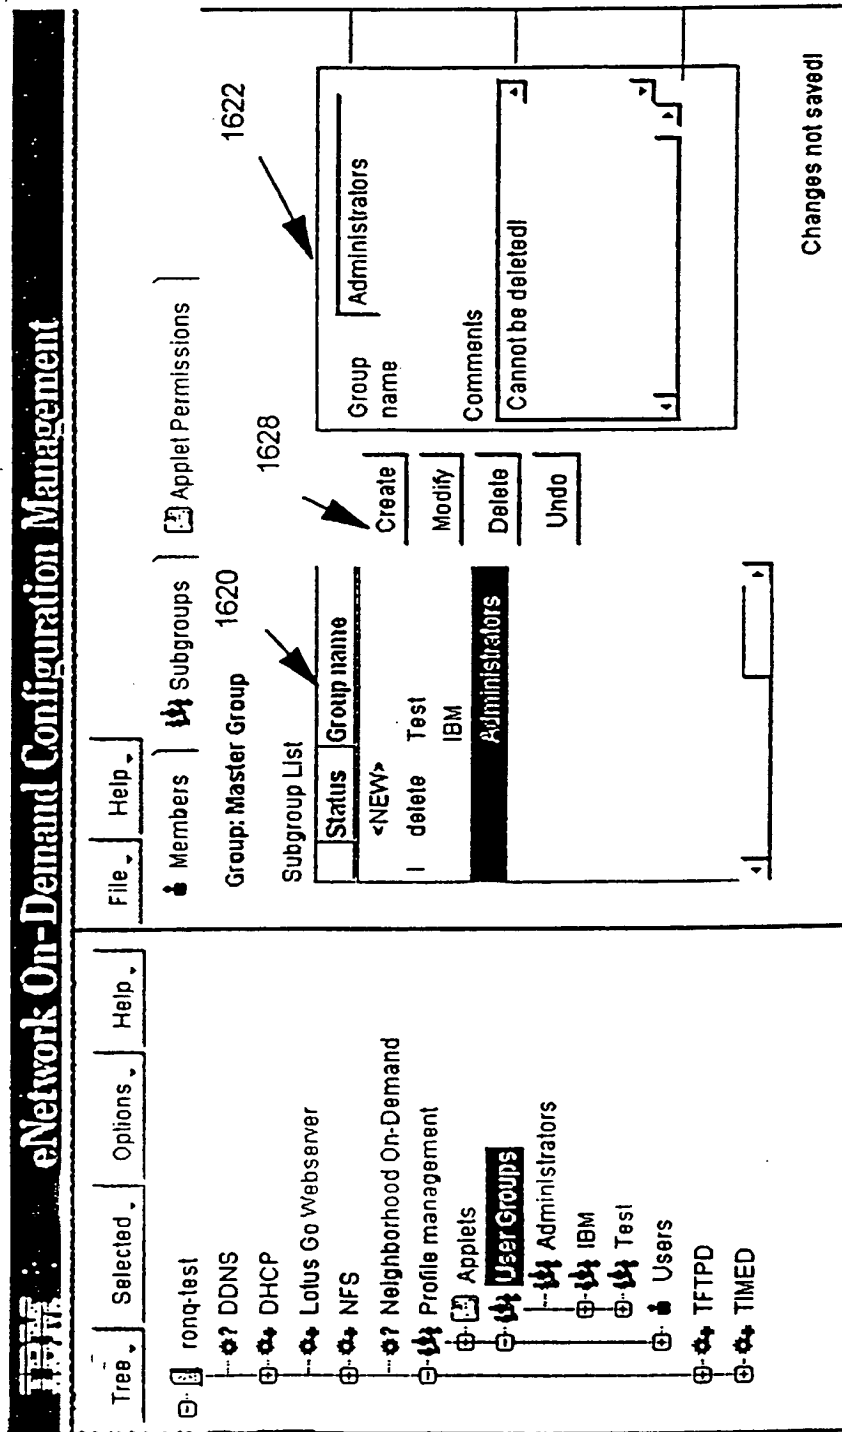 IBM eNetwork On-Demand Configuration Management
Tree Selected Options Help
ronq-test
? DDNS
DHCP
Lotus Go Webserver
NFS
? Neighborhood On-Demand
Profile management
Applets
User Groups
Administrators
IBM
Test
Users
TFTPD
TIMED
File Help
Members Subgroups Applet Permissions
Group: Master Group
1620
1628
1622
Subgroup List
Status Group name
<NEW>
| delete Test
IBM
Administrators
Create
Modify
Delete
Undo
Group name
Administrators
Comments
Cannot be deleted!
Changes not saved!